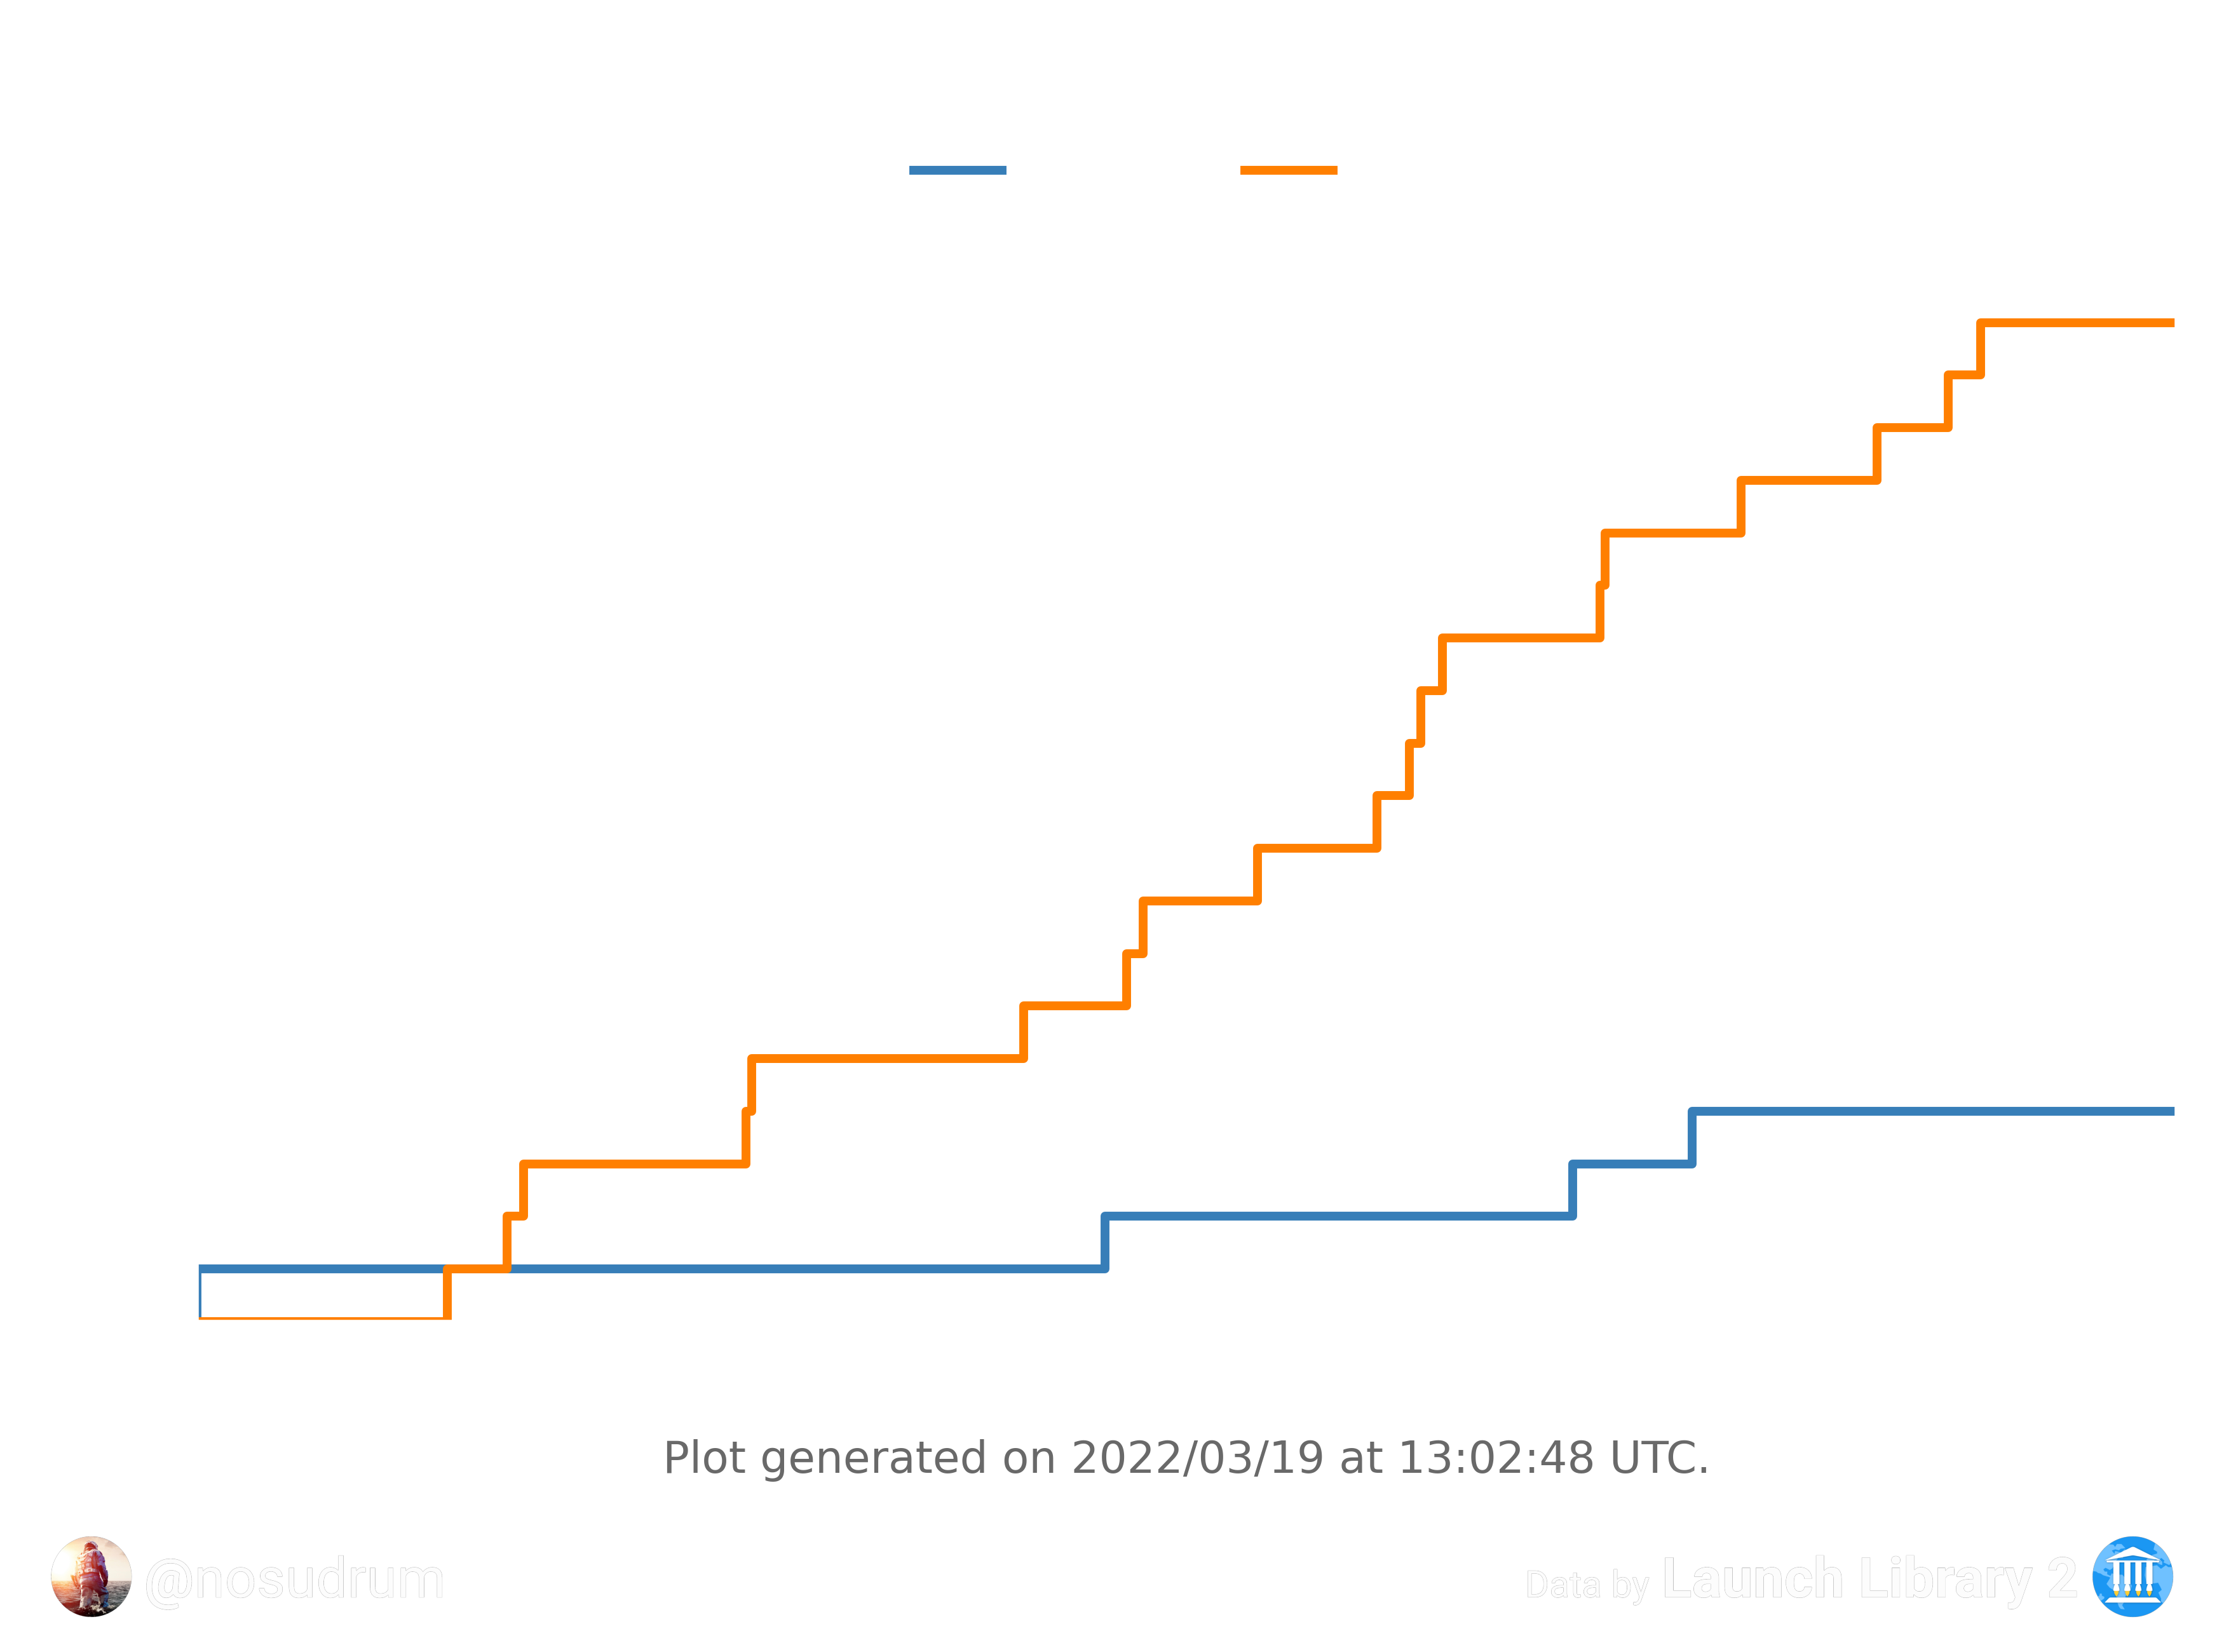 Plot generated on 2022/03/19 at 13:02:48 UTC.
@nosudrum
Data by Launch Library 2